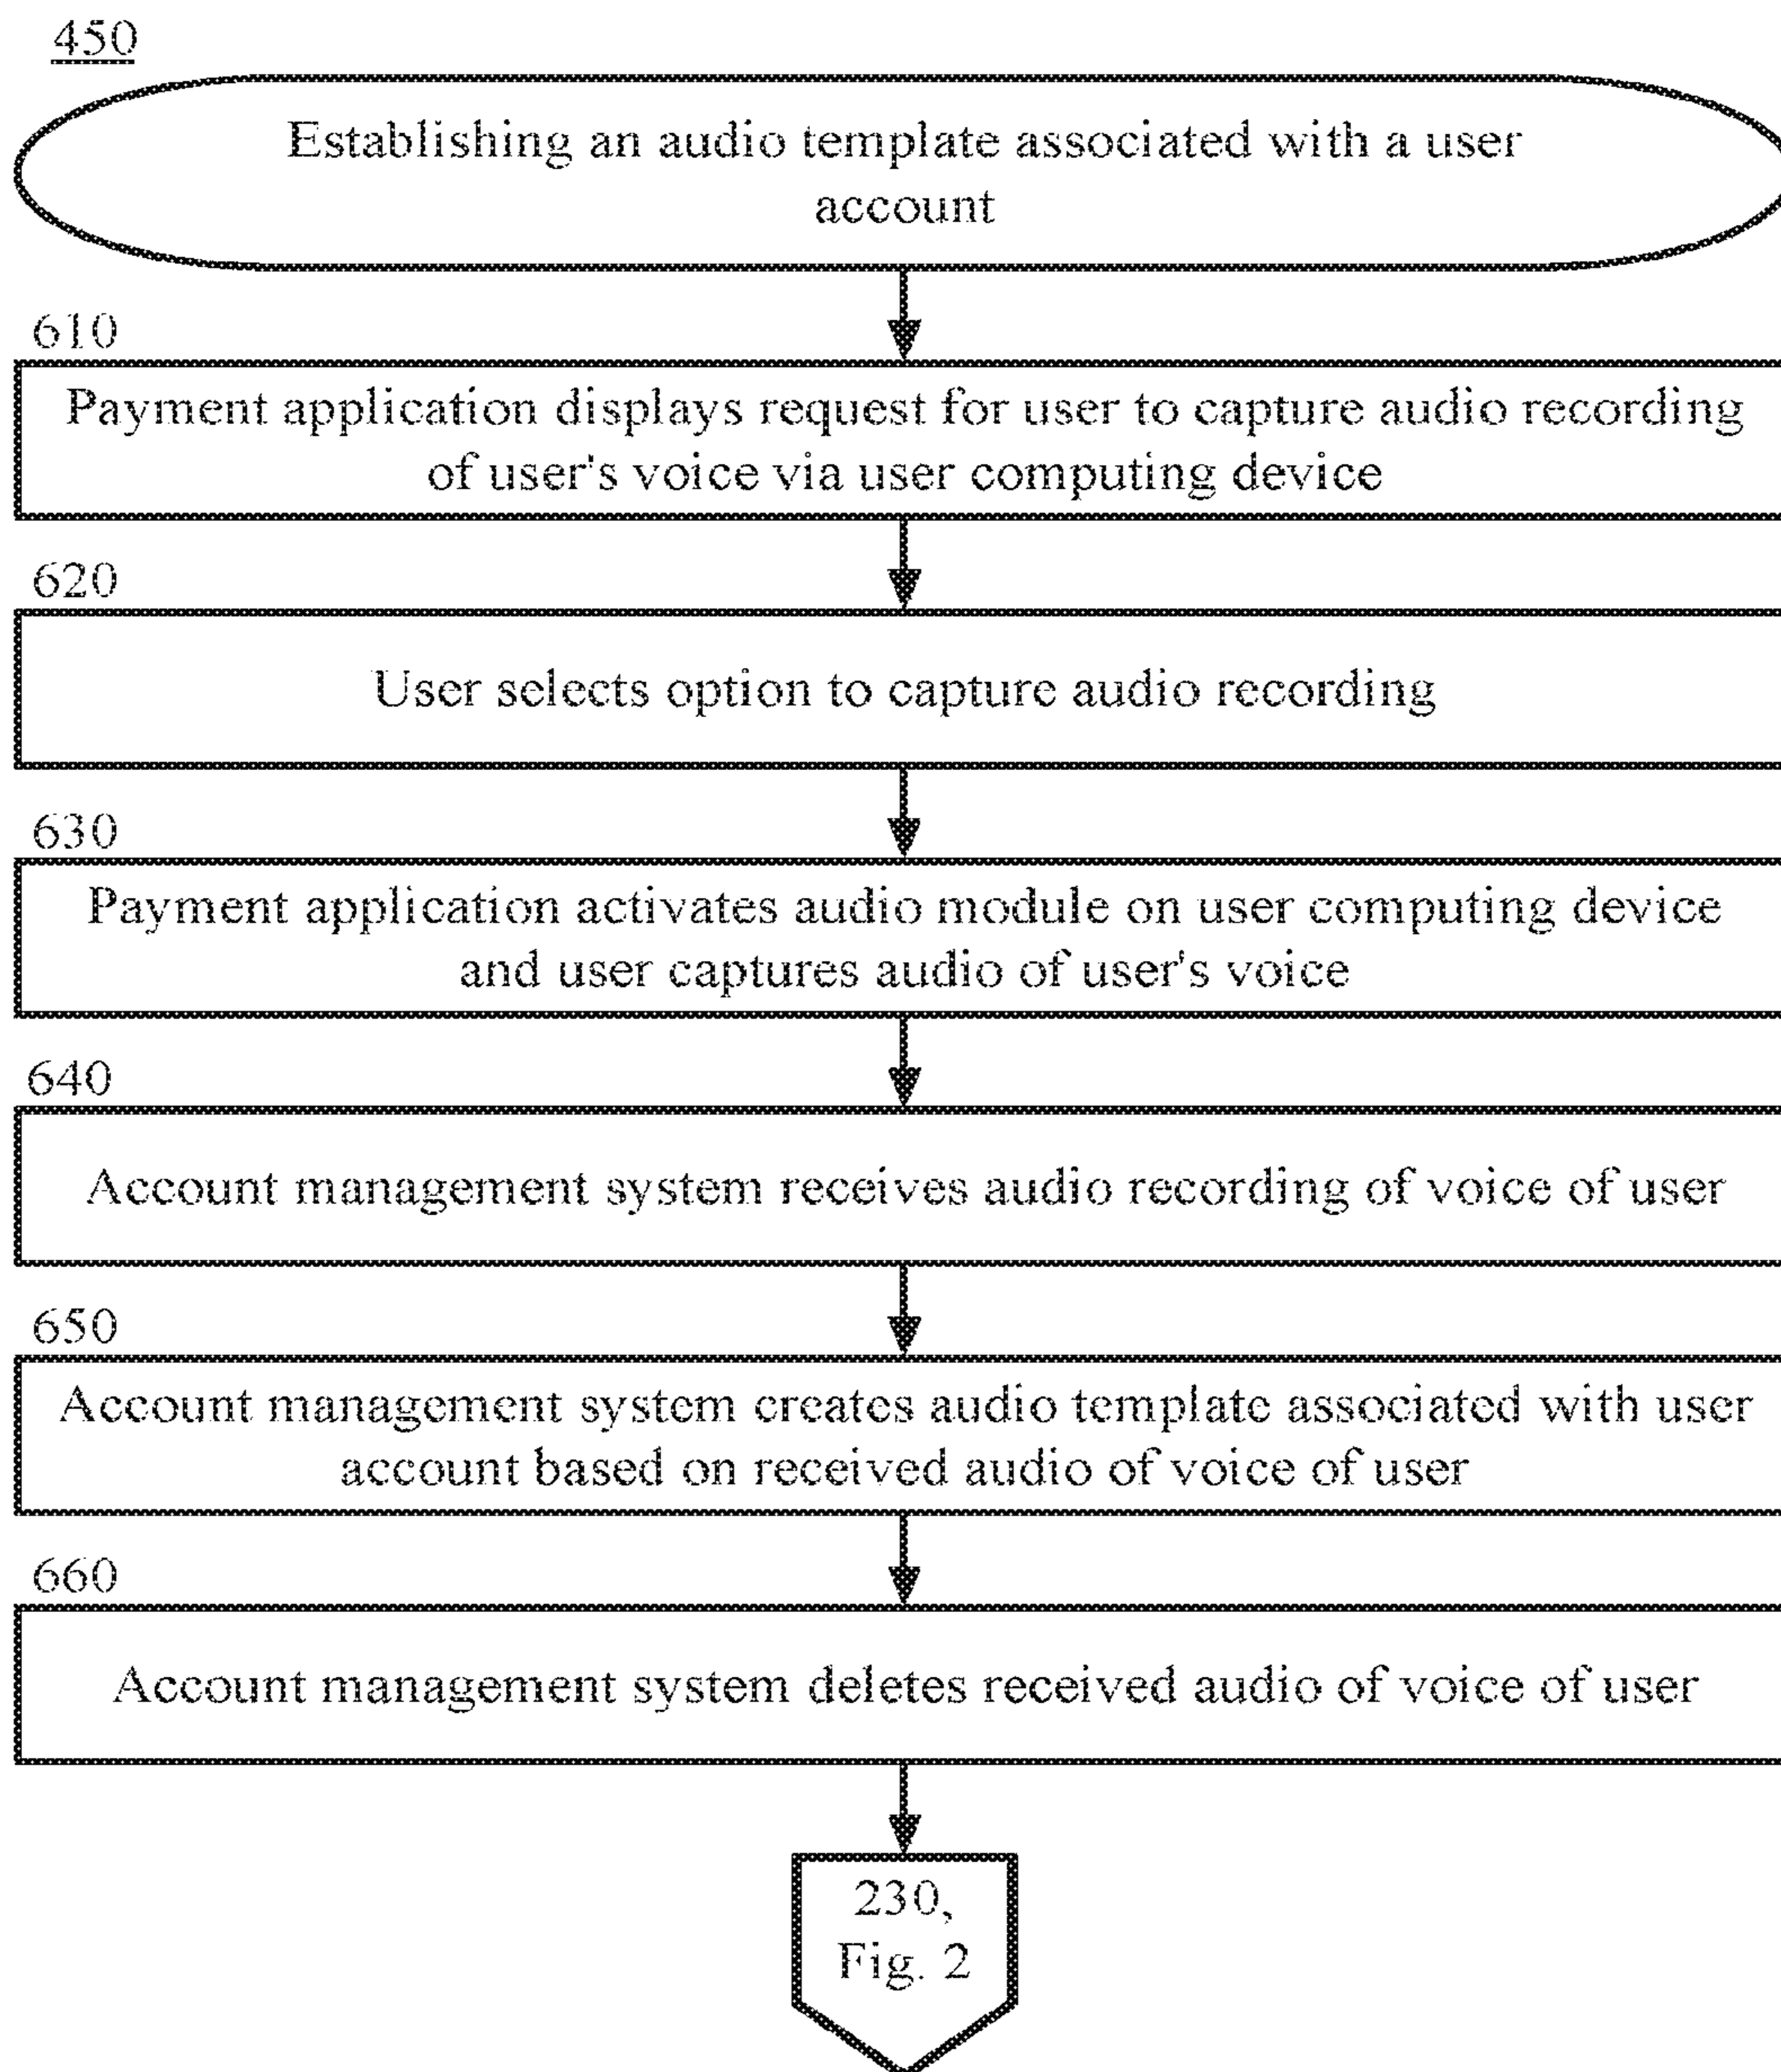 450
Establishing an audio template associated with a user
account
610
Payment application displays request for user to capture audio recording
of user's voice via user computing device
620
User selects option to capture audio recording
630
Payment application activates audio module on user computing device
and user captures audio of user's voice
640
Account management system receives audio recording of voice of user
650
Account management system creates audio template associated with user
account based on received audio of voice of user
660
Account management system deletes received audio of voice of user
230,
Fig. 2